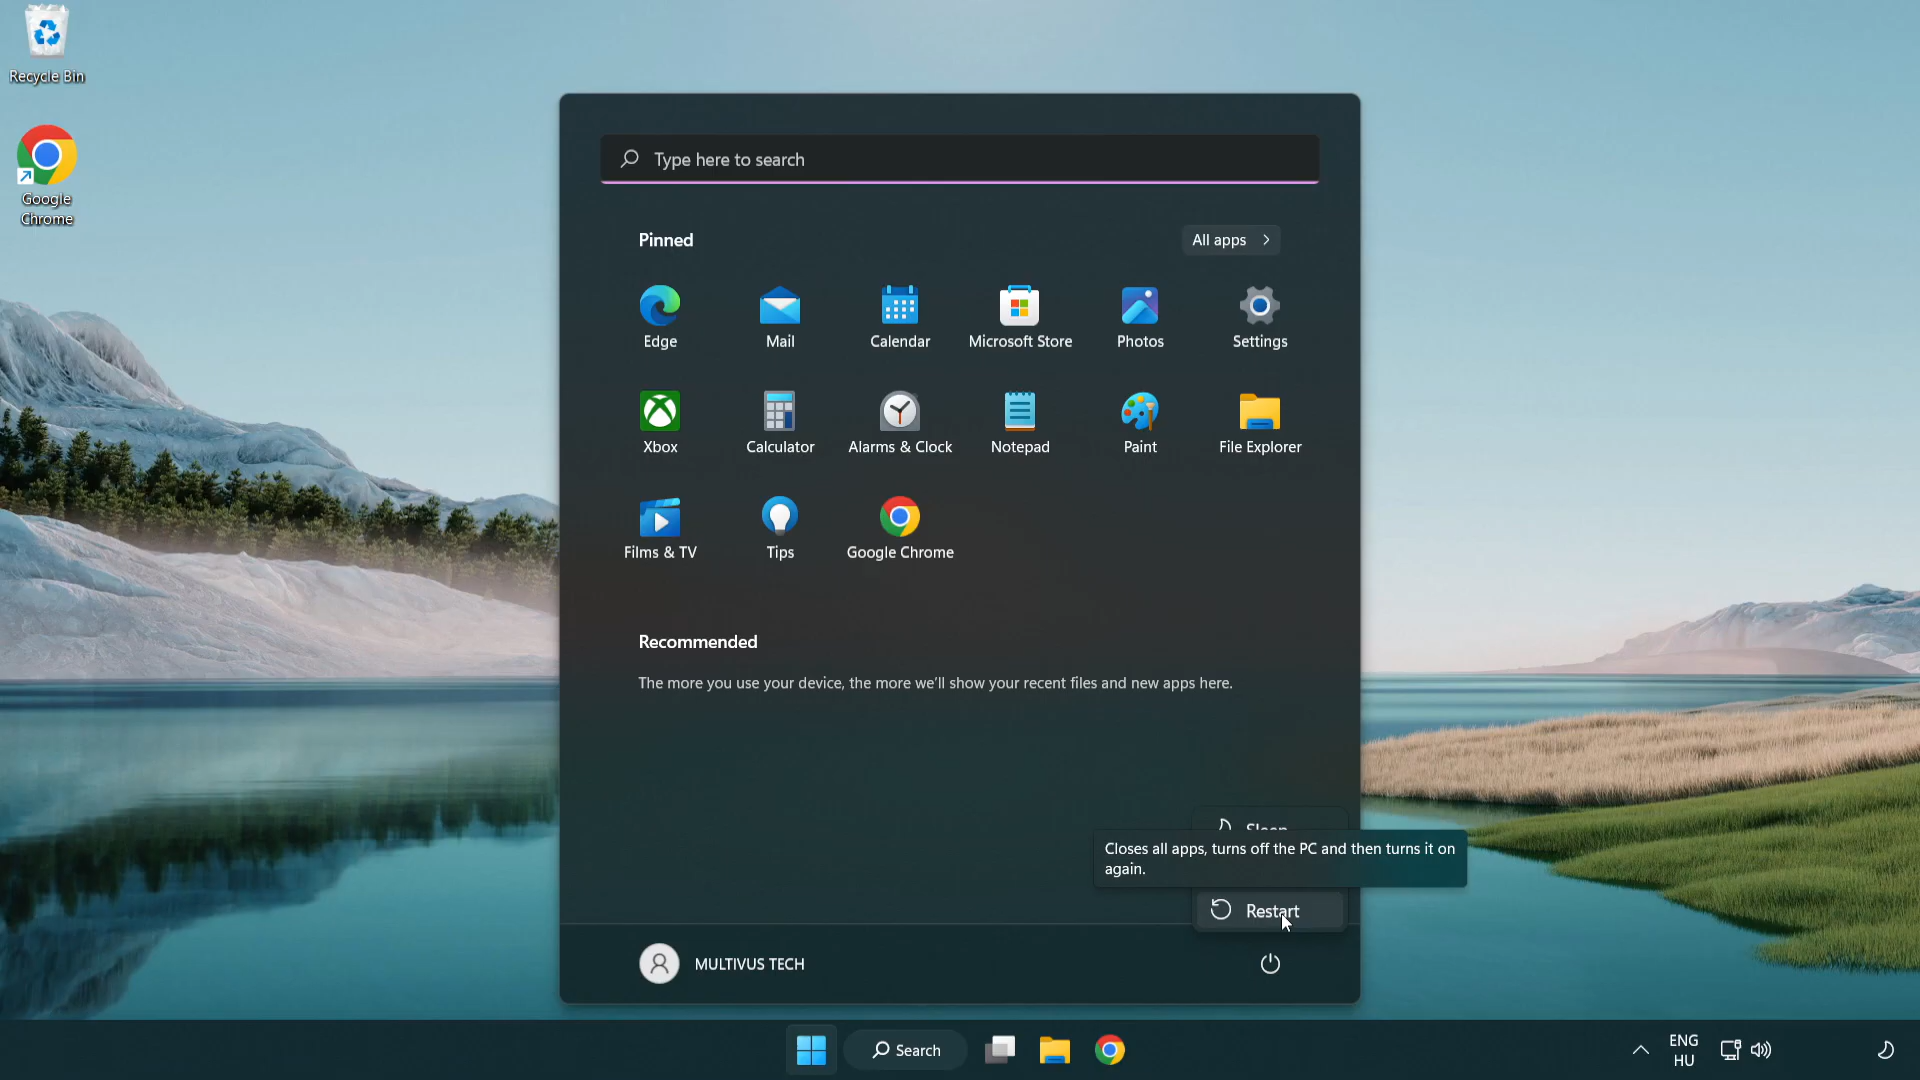 Recycle Bin
Google
Chrome
Type here to search
Pinned
All apps
Edge
Mail
Calendar
Microsoft Store
Photos
Settings
Xbox
Calculator
Alarms & Clock
Notepad
Paint
File Explorer
Films & TV
Tips
Google Chrome
Recommended
The more you use your device, the more we'll show your recent files and new apps here.
Sleep
Closes all apps, turns off the PC and then turns it on
again.
Restart
MULTIVUS TECH
Search
ENG
HU